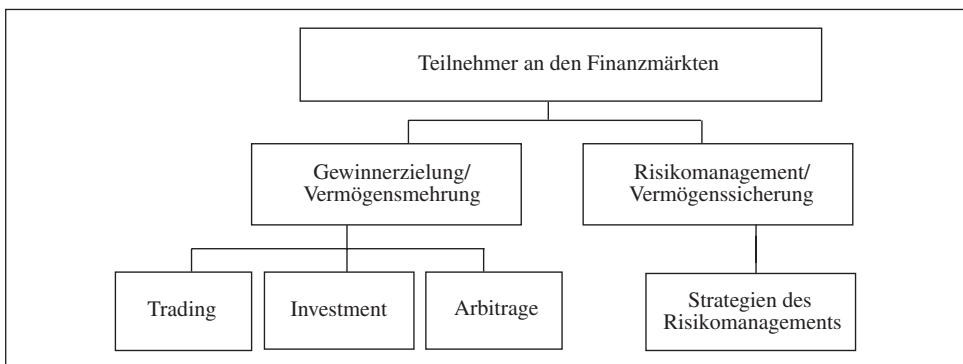 Teilnehmer an den Finanzmärkten
Gewinnerzielung/
Vermögensmehrung
Risikomanagement/
Vermögenssicherung
Trading
Investment
Arbitrage
Strategien des
Risikomanagements